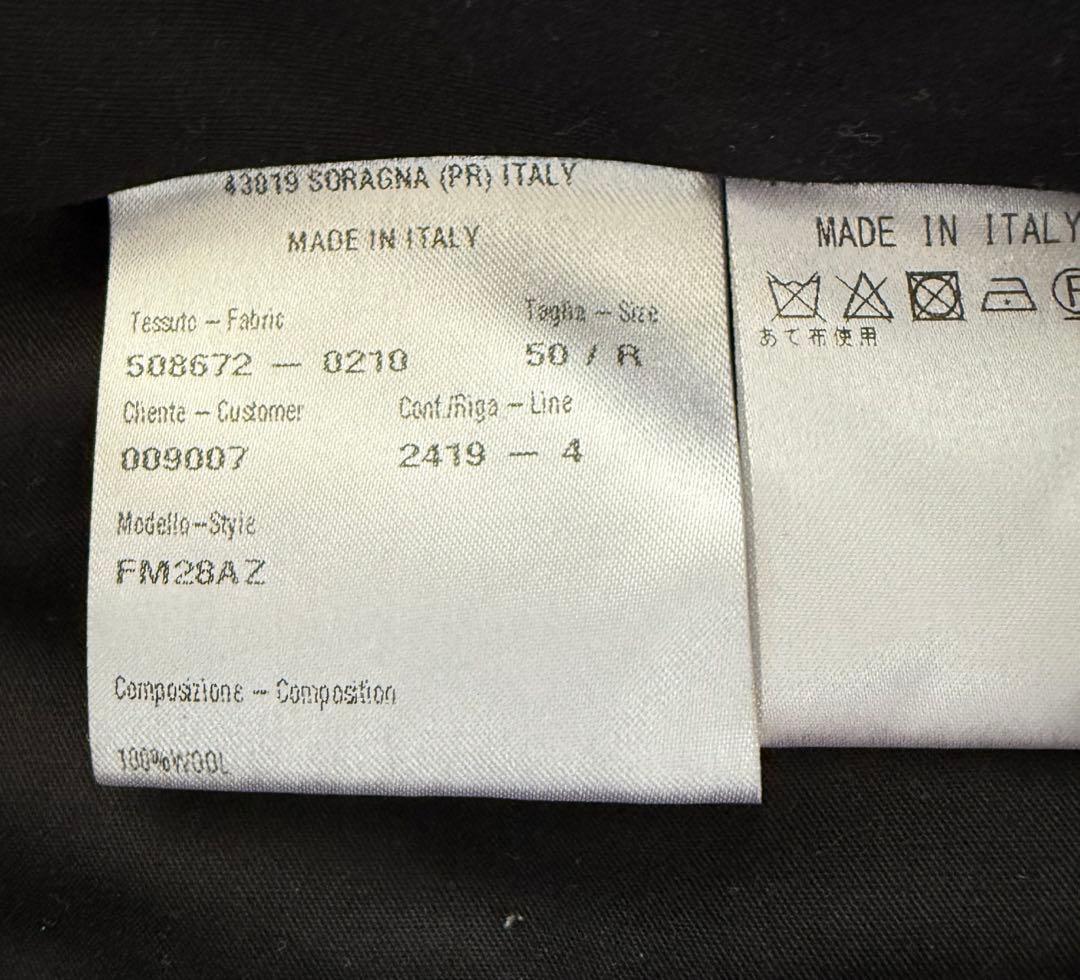 43019 SORAGNA (PR) ITALY
MADE IN ITALY
Tessuto - Fabric
Taglia - Size
508672 - 0210
50 / R
Cliente - Customer
Conf./Riga - Line
009007
2419 - 4
Modello-Style
FM28AZ
Composizione - Composition
100%WOOL
MADE IN ITALY
F
あて布使用